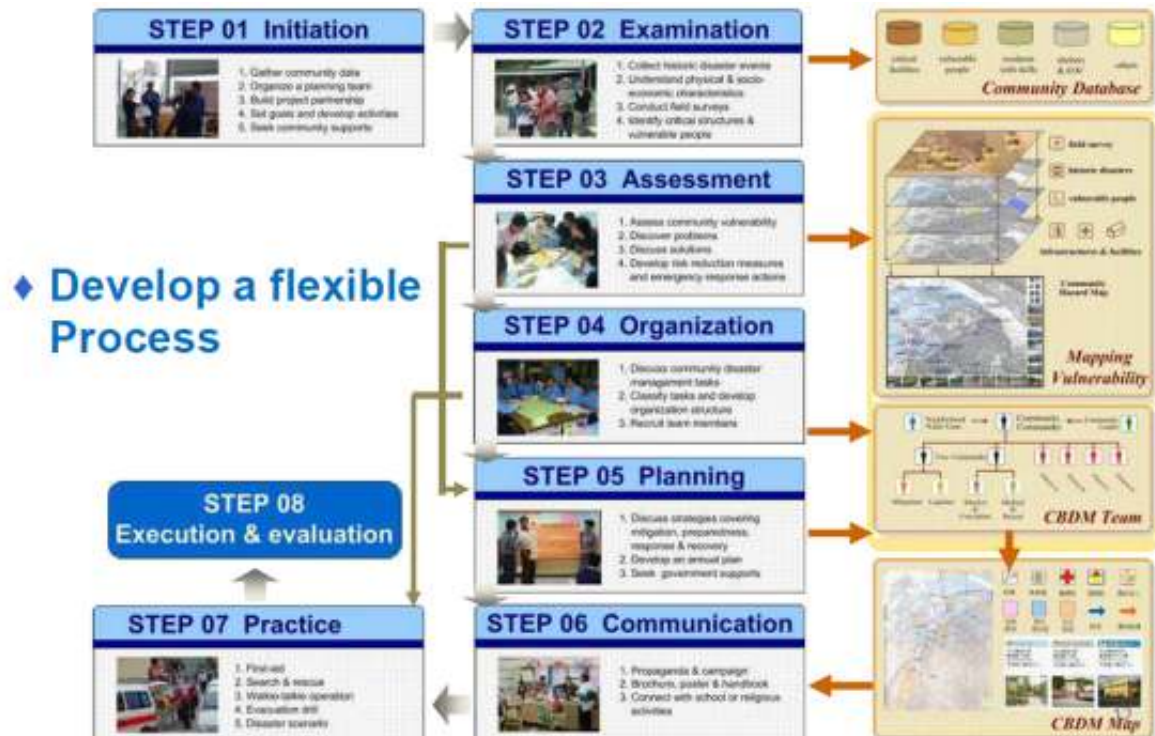 STEP 01 Initiation
1. Gather community data
2. Organize a planning team
3. Build project partnership
4. Set goals and develop activities
5. Seek community supports
STEP 02 Examination
1. Collect historic disaster events
2. Understand physical & socio-
economic characteristics
3. Conduct field surveys
4. Identify critical structures &
vulnerable people
critical
facilities
vulnerable
people
residents
with skills
shelters
others
Community Database
STEP 03 Assessment
1. Assess community vulnerability
2. Discover problems
3. Discuss solutions
4. Develop risk reduction measures
and emergency response actions
field survey
historic disasters
vulnerable people
infrastructures & facilities
Community
Hazard Map
Mapping
Vulnerability
♦ Develop a flexible
Process
STEP 04 Organization
1. Discuss community disaster
management tasks
2. Classify tasks and develop
organization structure
3. Recruit team members
CBDM Team
STEP 05 Planning
1. Discuss strategies covering
mitigation, preparedness,
response & recovery
2. Develop an annual plan
3. Seek government supports
CBDM Map
STEP 06 Communication
1. Propaganda & campaign
2. Brochure, poster & handbook
3. Connect with school or religious
activities
STEP 07 Practice
1. First-aid
2. Search & rescue
3. Walkie-talkie operation
4. Evacuation drill
5. Disaster scenario
STEP 08
Execution & evaluation